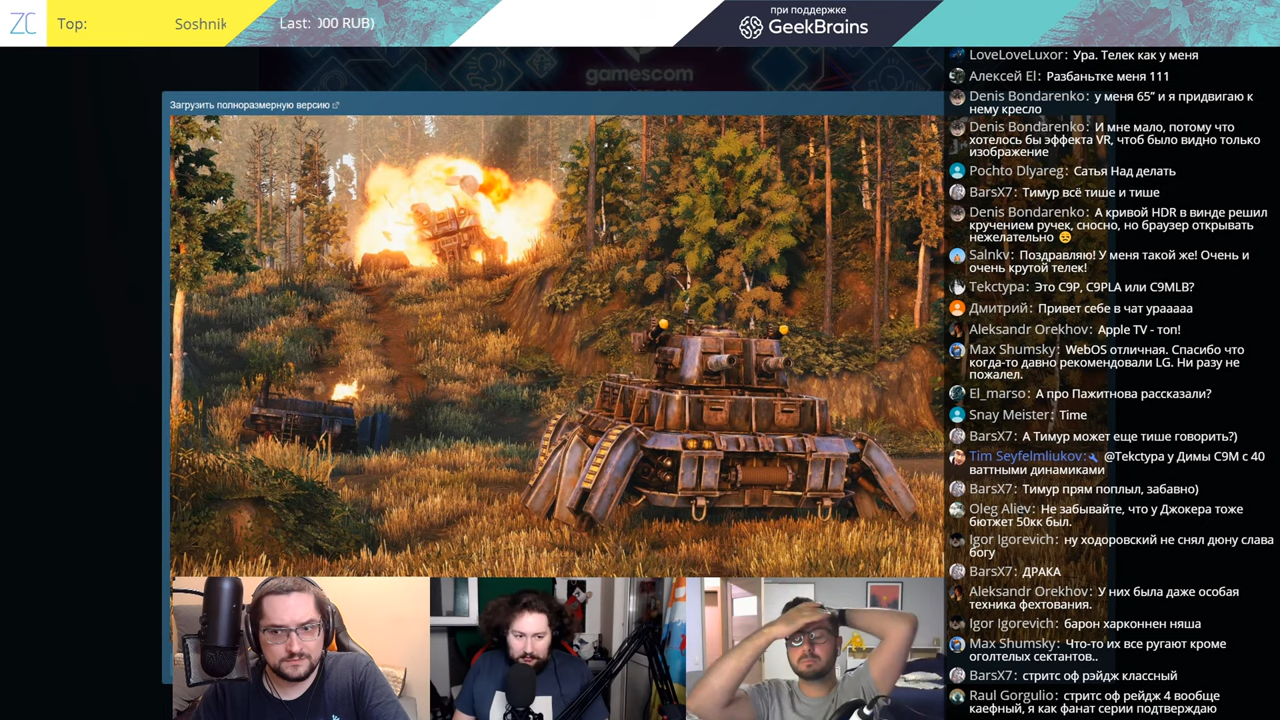 ZC
Top:
Soshnik
Last: 000 RUB)
при поддержке
GeekBrains
gamescom
Загрузить полноразмерную версию
LoveLoveLuxor: Ура. Телек как у меня
Алексей El: Разбаньтке меня 111
Denis Bondarenko: у меня 65” и я придвигаю к
нему кресло
Denis Bondarenko: И мне мало, потому что
хотелось бы эффекта VR, чтоб было видно только
изображение
Pochto Dlyareg: Сатья Над делать
BarsX7: Тимур всё тише и тише
Denis Bondarenko: А кривой HDR в винде решил
кручением ручек, сносно, но браузер открывать
нежелательно
Salnkv: Поздравляю! У меня такой же! Очень и
очень крутой телек!
Tekctypa: Это C9P, C9PLA или C9MLB?
Дмитрий: Привет себе в чат урааааа
Aleksandr Orekhov: Apple TV - топ!
Max Shumsky: WebOS отличная. Спасибо что
когда-то давно рекомендовали LG. Ни разу не
пожалел.
El_marso: А про Пажитнова рассказали?
Snay Meister: Time
BarsX7: А Тимур может еще тише говорить?)
Tim Seyfelmliukov: @Tekctypa у Димы C9M с 40
ваттными динамиками
BarsX7: Тимур прям поплыл, забавно)
Oleg Aliev: Не забывайте, что у Джокера тоже
бютжет 50кк был.
Igor Igorevich: ну ходоровский не снял дюну слава
богу
BarsX7: ДРАКА
Aleksandr Orekhov: У них была даже особая
техника фехтования.
Igor Igorevich: барон харконнен няша
Max Shumsky: Что-то их все ругают кроме
оголтелых сектантов..
BarsX7: стритс оф рэйдж классный
Raul Gorgulio: стритс оф рейдж 4 вообще
каефный, я как фанат серии подтверждаю